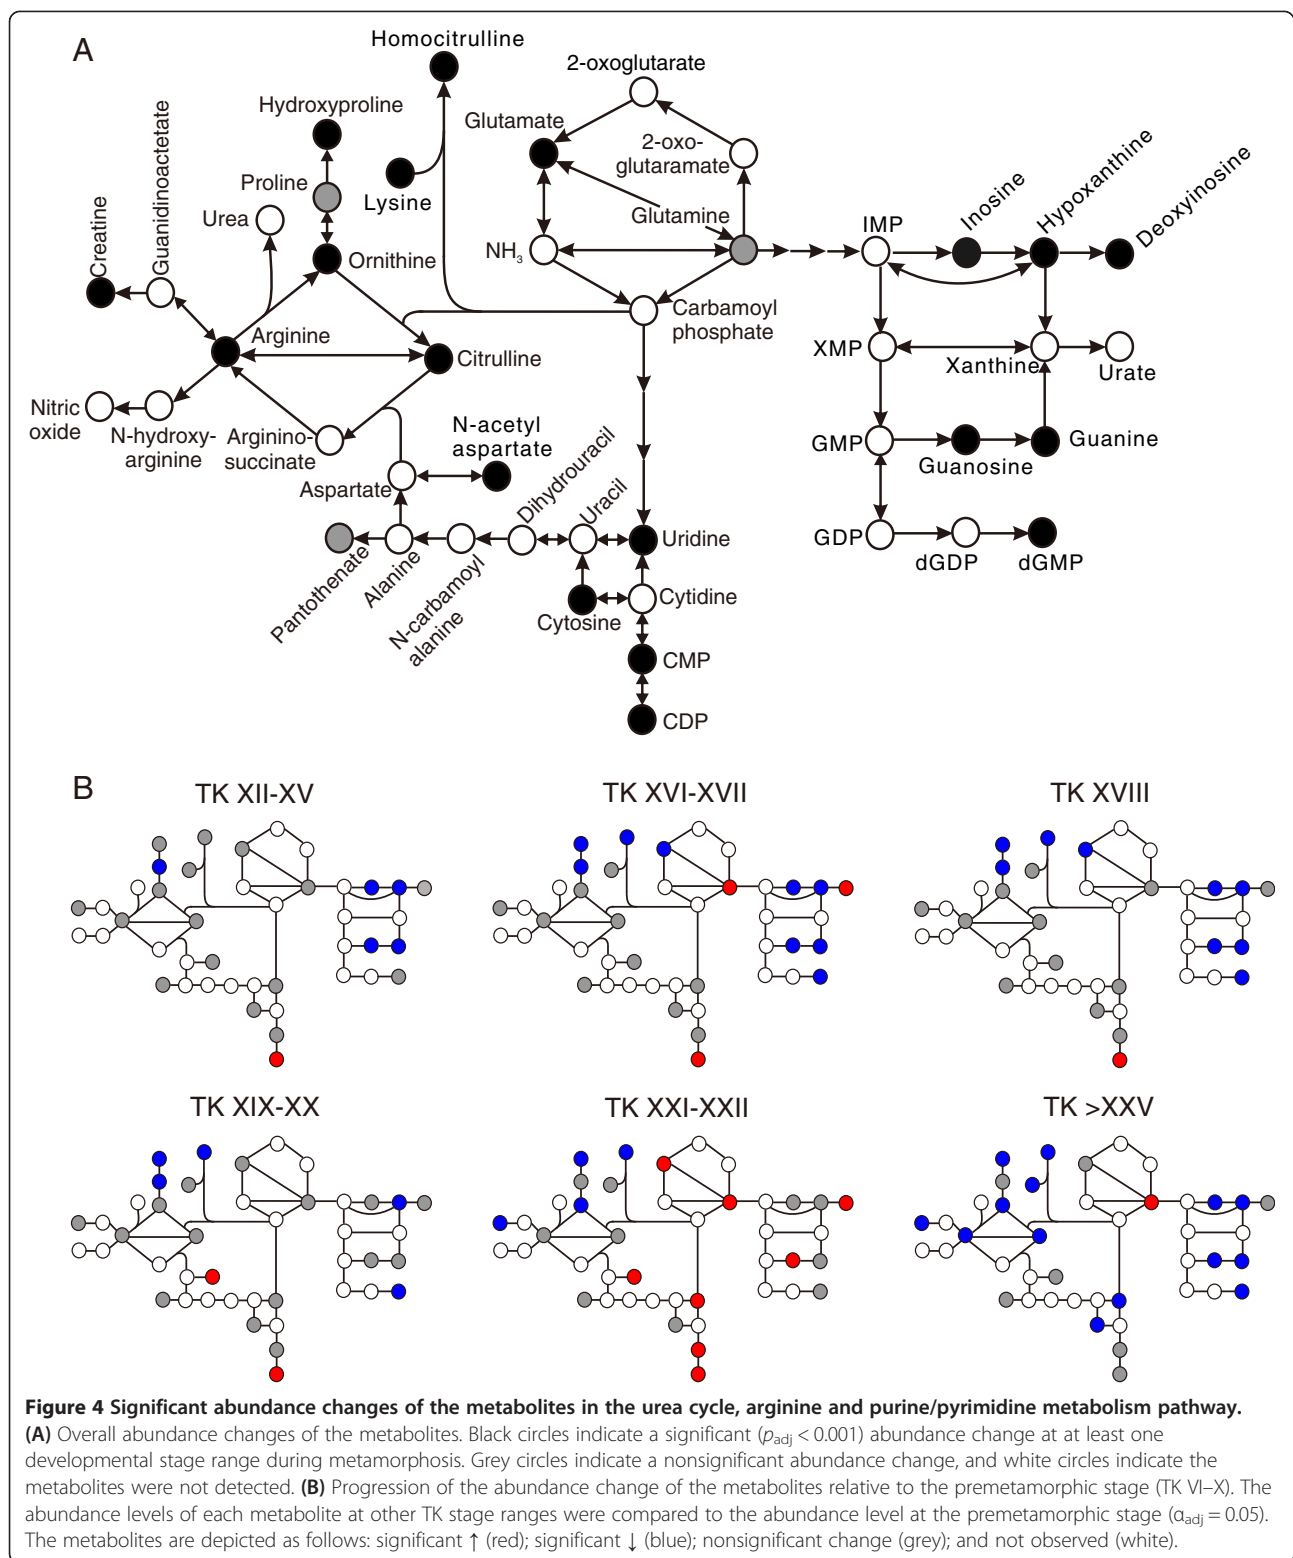 A
Homocitrulline
2-oxoglutarate
Hydroxyproline
Glutamate
2-oxo-
glutaramate
Guanidinoactetate
Proline
Lysine
Urea
Glutamine
Creatine
Ornithine
NH3
IMP
Inosine
Hypoxanthine
Deoxyinosine
Arginine
Citrulline
Carbamoyl
phosphate
XMP
Xanthine
Urate
Nitric
oxide
N-hydroxy-
arginine
Arginino-
succinate
N-acetyl
aspartate
GMP
Guanosine
Guanine
Aspartate
Dihydrouracil
Uracil
Uridine
GDP
dGDP
dGMP
Pantothenate
Alanine
N-carbamoyl
alanine
Cytosine
Cytidine
CMP
CDP
B
TK XII-XV
TK XVI-XVII
TK XVIII
TK XIX-XX
TK XXI-XXII
TK >XXV
Figure 4 Significant abundance changes of the metabolites in the urea cycle, arginine and purine/pyrimidine metabolism pathway.
(A) Overall abundance changes of the metabolites. Black circles indicate a significant (padj < 0.001) abundance change at at least one
developmental stage range during metamorphosis. Grey circles indicate a nonsignificant abundance change, and white circles indicate the
metabolites were not detected. (B) Progression of the abundance change of the metabolites relative to the premetamorphic stage (TK VI–X). The
abundance levels of each metabolite at other TK stage ranges were compared to the abundance level at the premetamorphic stage (αadj = 0.05).
The metabolites are depicted as follows: significant ↑ (red); significant ↓ (blue); nonsignificant change (grey); and not observed (white).